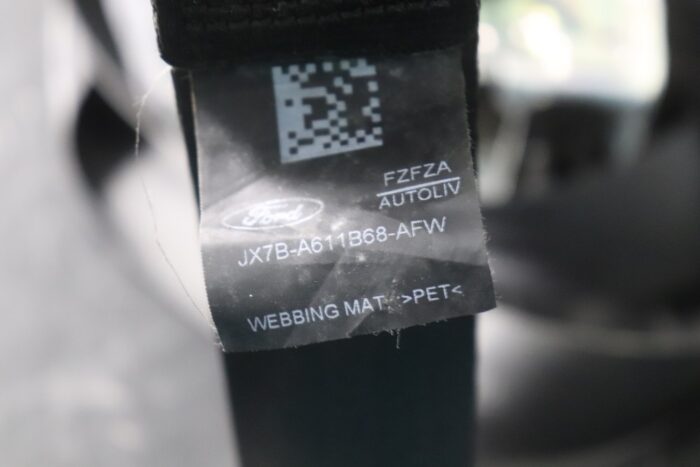 FZFZA
AUTOLIV
Ford
JX7B-A611B68-AFW
WEBBING MAT. >PET<